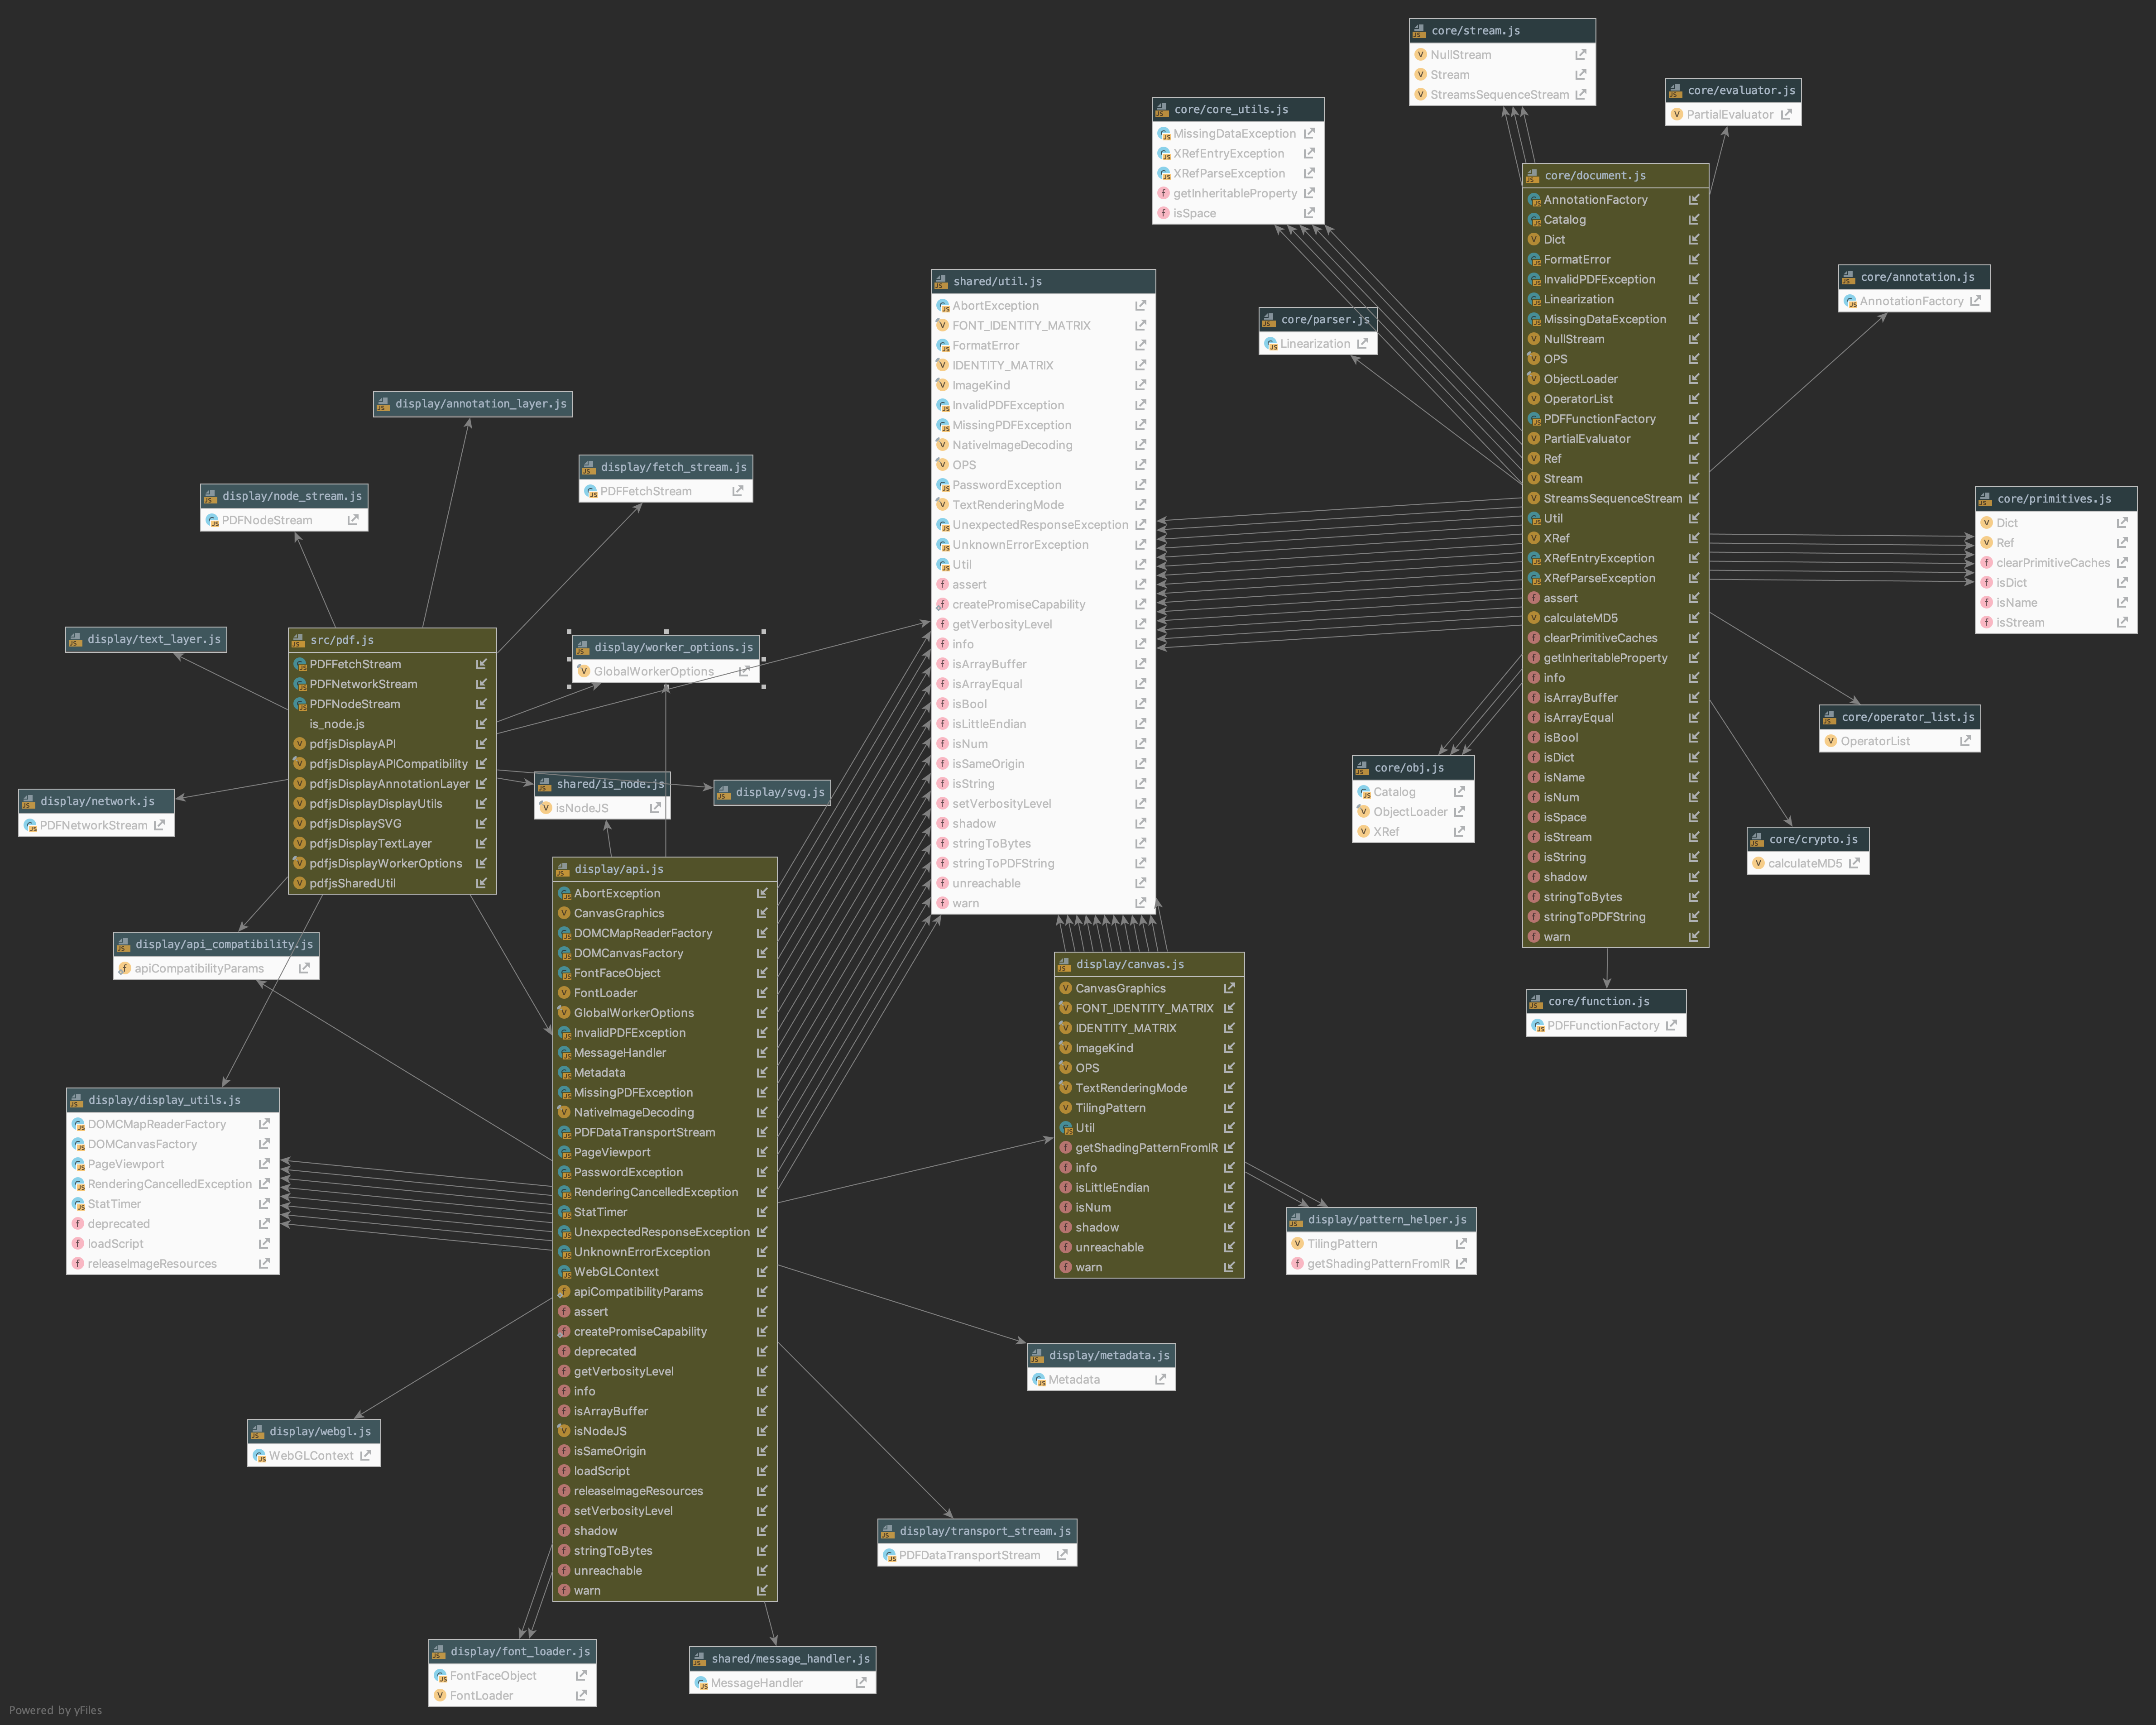 core/stream.js
NullStream
Stream
StreamsSequenceStream
core/evaluator.js
PartialEvaluator
core/core_utils.js
MissingDataException
XRefEntryException
XRefParseException
getInheritableProperty
isSpace
core/document.js
AnnotationFactory
Catalog
Dict
FormatError
InvalidPDFException
Linearization
MissingDataException
NullStream
OPS
ObjectLoader
OperatorList
PDFFunctionFactory
PartialEvaluator
Ref
Stream
StreamsSequenceStream
Util
XRef
XRefEntryException
XRefParseException
assert
calculateMD5
clearPrimitiveCaches
getInheritableProperty
info
isArrayBuffer
isArrayEqual
isBool
isDict
isName
isNum
isSpace
isStream
isString
shadow
stringToBytes
stringToPDFString
warn
core/annotation.js
AnnotationFactory
shared/util.js
AbortException
FONT_IDENTITY_MATRIX
FormatError
IDENTITY_MATRIX
ImageKind
InvalidPDFException
MissingPDFException
NativeImageDecoding
OPS
PasswordException
TextRenderingMode
UnexpectedResponseException
UnknownErrorException
Util
assert
createPromiseCapability
getVerbosityLevel
info
isArrayBuffer
isArrayEqual
isBool
isLittleEndian
isNum
isSameOrigin
isString
setVerbosityLevel
shadow
stringToBytes
stringToPDFString
unreachable
warn
core/parser.js
Linearization
display/annotation_layer.js
display/fetch_stream.js
PDFFetchStream
display/node_stream.js
PDFNodeStream
core/primitives.js
Dict
Ref
clearPrimitiveCaches
isDict
isName
isStream
display/text_layer.js
src/pdf.js
PDFFetchStream
PDFNetworkStream
PDFNodeStream
is_node.js
pdfjsDisplayAPI
pdfjsDisplayAPICompatibility
pdfjsDisplayAnnotationLayer
pdfjsDisplayDisplayUtils
pdfjsDisplaySVG
pdfjsDisplayTextLayer
pdfjsDisplayWorkerOptions
pdfjsSharedUtil
display/worker_options.js
GlobalWorkerOptions
core/operator_list.js
OperatorList
core/obj.js
Catalog
ObjectLoader
XRef
shared/is_node.js
isNodeJS
display/svg.js
display/network.js
PDFNetworkStream
core/crypto.js
calculateMD5
display/api.js
AbortException
CanvasGraphics
DOMCMapReaderFactory
DOMCanvasFactory
FontFaceObject
FontLoader
GlobalWorkerOptions
InvalidPDFException
MessageHandler
Metadata
MissingPDFException
NativeImageDecoding
PDFDataTransportStream
PageViewport
PasswordException
RenderingCancelledException
StatTimer
UnexpectedResponseException
UnknownErrorException
WebGLContext
apiCompatibilityParams
assert
createPromiseCapability
deprecated
getVerbosityLevel
info
isArrayBuffer
isNodeJS
isSameOrigin
loadScript
releaseImageResources
setVerbosityLevel
shadow
stringToBytes
unreachable
warn
display/api_compatibility.js
apiCompatibilityParams
display/canvas.js
CanvasGraphics
FONT_IDENTITY_MATRIX
IDENTITY_MATRIX
ImageKind
OPS
TextRenderingMode
TilingPattern
Util
getShadingPatternFromIR
info
isLittleEndian
isNum
shadow
unreachable
warn
core/function.js
PDFFunctionFactory
display/display_utils.js
DOMCMapReaderFactory
DOMCanvasFactory
PageViewport
RenderingCancelledException
StatTimer
deprecated
loadScript
releaseImageResources
display/pattern_helper.js
TilingPattern
getShadingPatternFromIR
display/metadata.js
Metadata
display/webgl.js
WebGLContext
display/transport_stream.js
PDFDataTransportStream
display/font_loader.js
FontFaceObject
FontLoader
shared/message_handler.js
MessageHandler
Powered by yFiles